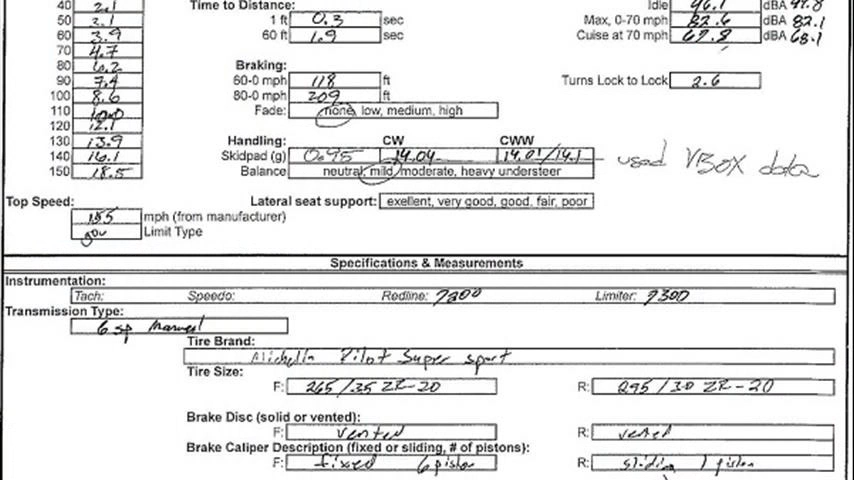 40 2.1
50 3.1
60 3.9
70 4.7
80 6.2
90 7.4
100 8.6
110
120 12.1
130 13.9
140 16.1
150 18.5
Top Speed:
155 mph (from manufacturer)
gov Limit Type
Time to Distance:
1 ft 0.3 sec
60 ft 1.9 sec
Braking:
60-0 mph 118 ft
80-0 mph 209 ft
Fade: none, low, medium, high
Handling: CW CWW
Skidpad (g) 0.95 14.04 14.01/14.1 used VBOX data
Balance neutral, mild, moderate, heavy understeer
Lateral seat support: exellent, very good, good, fair, poor
Idle 46.1 dBA
Max, 0-70 mph 82.6 dBA 82.1
Cuise at 70 mph 67.8 dBA 68.1
Turns Lock to Lock 2.6
Specifications & Measurements
Instrumentation:
Tach: Speedo: Redline: Limiter:
Transmission Type:
6 sp manual
Tire Brand:
Michelin Pilot Super sport
Tire Size:
F: 265/35 ZR-20 R: 295/30 ZR-20
Brake Disc (solid or vented):
F: vented R: vented
Brake Caliper Description (fixed or sliding, # of pistons):
F: fixed 6 piston R: sliding 1 piston